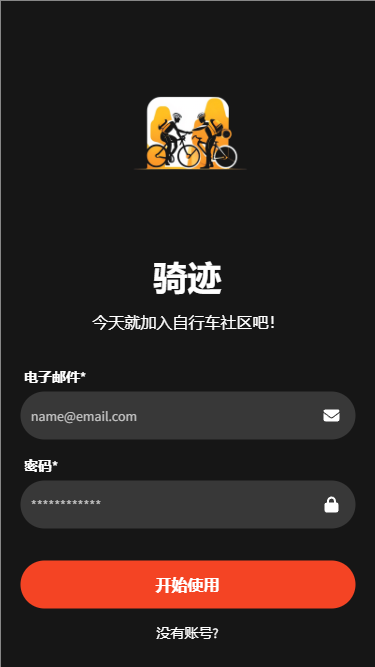 骑迹
今天就加入自行车社区吧！
电子邮件*
name@email.com
密码*
************
开始使用
没有账号?